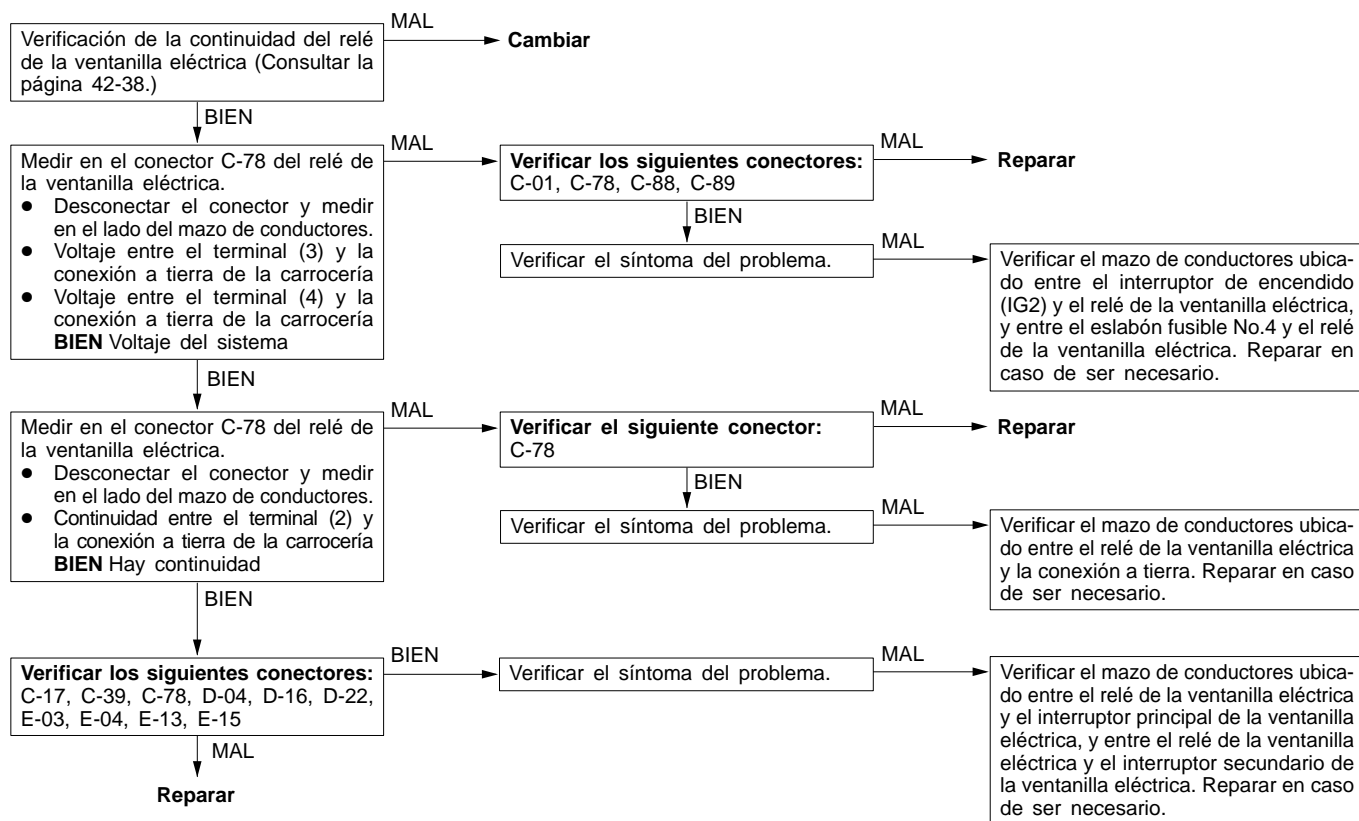 MAL
Verificación de la continuidad del relé
de la ventanilla eléctrica (Consultar la
página 42-38.)
Cambiar
BIEN
Medir en el conector C-78 del relé de
la ventanilla eléctrica.
● Desconectar el conector y medir
en el lado del mazo de conductores.
● Voltaje entre el terminal (3) y la
conexión a tierra de la carrocería
● Voltaje entre el terminal (4) y la
conexión a tierra de la carrocería
BIEN Voltaje del sistema
MAL
Verificar los siguientes conectores:
C-01, C-78, C-88, C-89
MAL
Reparar
BIEN
Verificar el síntoma del problema.
MAL
Verificar el mazo de conductores ubica-
do entre el interruptor de encendido
(IG2) y el relé de la ventanilla eléctrica,
y entre el eslabón fusible No.4 y el relé
de la ventanilla eléctrica. Reparar en
caso de ser necesario.
BIEN
Medir en el conector C-78 del relé de
la ventanilla eléctrica.
● Desconectar el conector y medir
en el lado del mazo de conductores.
● Continuidad entre el terminal (2) y
la conexión a tierra de la carrocería
BIEN Hay continuidad
MAL
Verificar el siguiente conector:
C-78
MAL
Reparar
BIEN
Verificar el síntoma del problema.
MAL
Verificar el mazo de conductores ubica-
do entre el relé de la ventanilla eléctrica
y la conexión a tierra. Reparar en caso
de ser necesario.
BIEN
Verificar los siguientes conectores:
C-17, C-39, C-78, D-04, D-16, D-22,
E-03, E-04, E-13, E-15
BIEN
Verificar el síntoma del problema.
MAL
Verificar el mazo de conductores ubica-
do entre el relé de la ventanilla eléctrica
y el interruptor principal de la ventanilla
eléctrica, y entre el relé de la ventanilla
eléctrica y el interruptor secundario de
la ventanilla eléctrica. Reparar en caso
de ser necesario.
MAL
Reparar